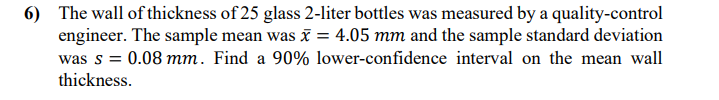 6) The wall of thickness of 25 glass 2-liter bottles was measured by a quality-control
engineer. The sample mean was x̄ = 4.05 mm and the sample standard deviation
was s = 0.08 mm. Find a 90% lower-confidence interval on the mean wall
thickness.